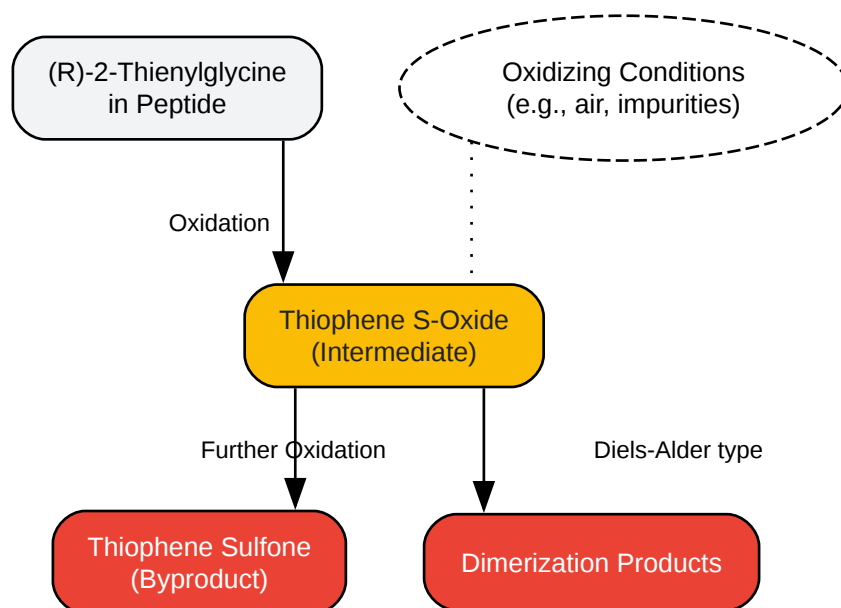 (R)-2-Thienylglycine
in Peptide
Oxidizing Conditions
(e.g., air, impurities)
Oxidation
Thiophene S-Oxide
(Intermediate)
Further Oxidation
Diels-Alder type
Thiophene Sulfone
(Byproduct)
Dimerization Products